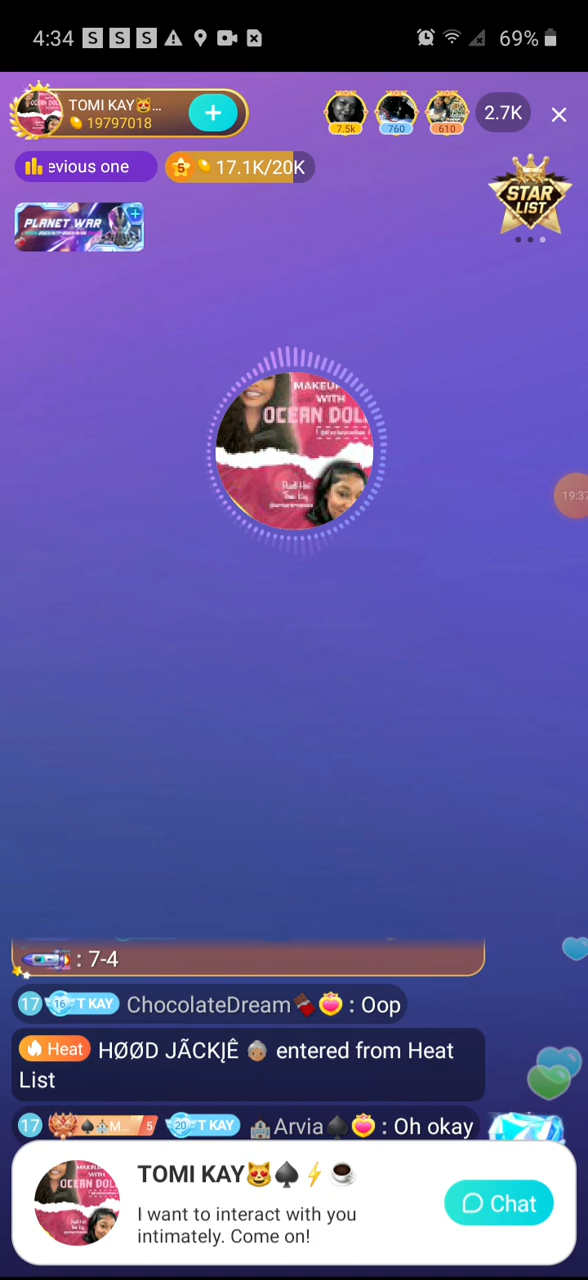 4:34 S S S 69%
TOMI KAY😻...
19797018
7.5k 760 610
2.7K
evious one
5 17.1K/20K
STAR
LIST
PLANET WAR
MAKEUP
WITH
OCEAN DOLL
19:37
: 7-4
17 16 T KAY ChocolateDream🍫🍑 : Oop
Heat HØØD JÃCKĮÊ 👵🏽 entered from Heat
List
17 ♠️⛪M... 5 20 T KAY ⛪Arvia♠️🍑 : Oh okay
TOMI KAY😻♠️⚡☕
I want to interact with you
intimately. Come on!
Chat